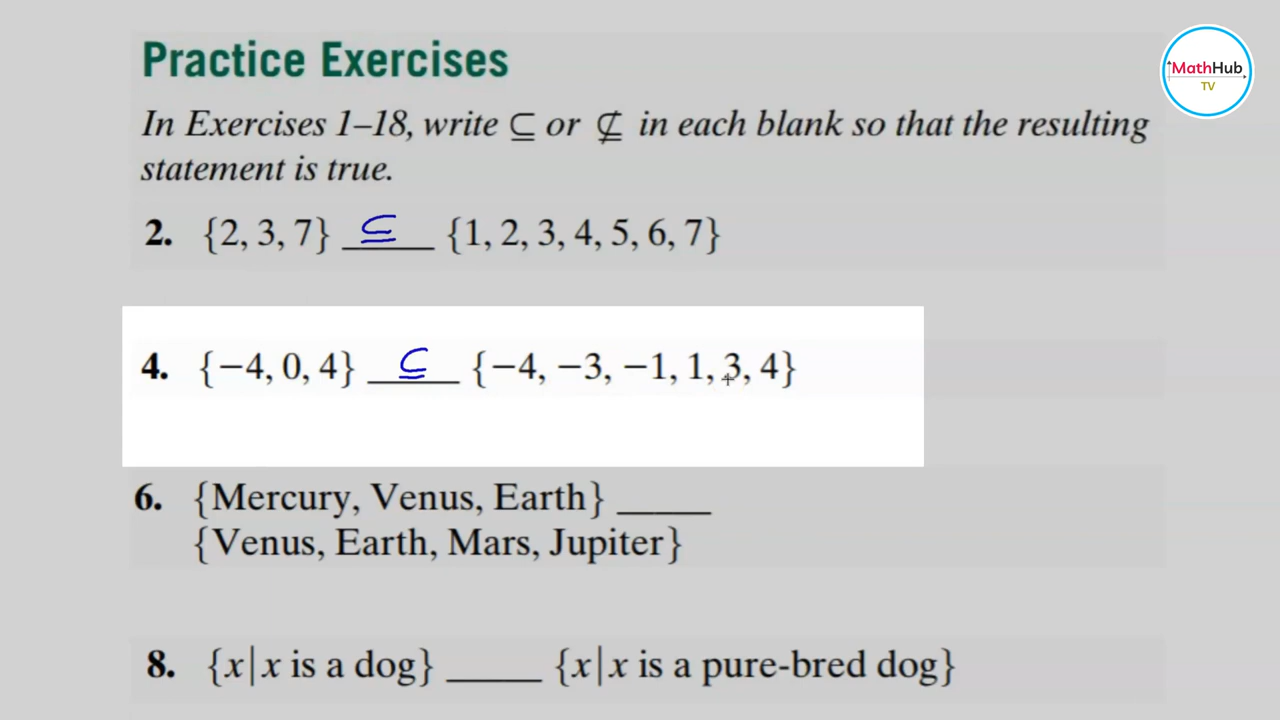 Practice Exercises
MathHub
TV
In Exercises 1–18, write ⊆ or ⊈ in each blank so that the resulting
statement is true.
2. {2, 3, 7} ⊆ {1, 2, 3, 4, 5, 6, 7}
4. {−4, 0, 4} ⊆ {−4, −3, −1, 1, 3, 4}
6. {Mercury, Venus, Earth} _____
{Venus, Earth, Mars, Jupiter}
8. {x|x is a dog} _____ {x|x is a pure-bred dog}